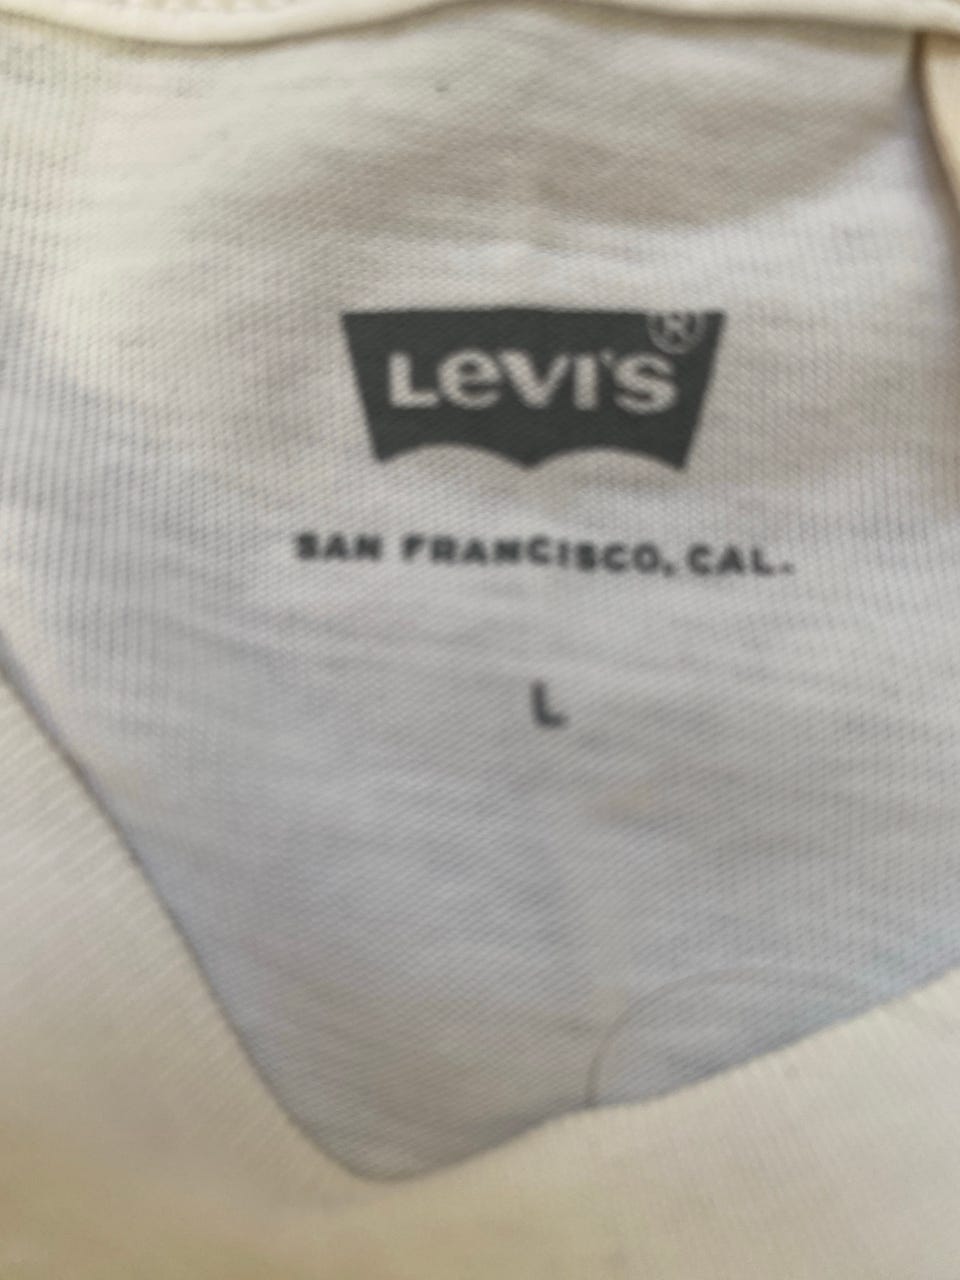 LEVI'S®
SAN FRANCISCO, CAL.
L